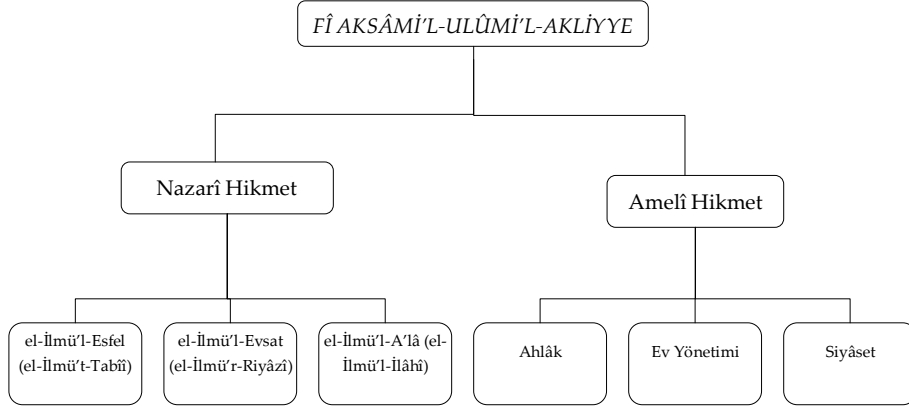 FÎ AKSÂMİ’L-ULÛMİ’L-AKLİYYE
Nazarî Hikmet
Amelî Hikmet
el-İlmü’l-Esfel
(el-İlmü’t-Tabîî)
el-İlmü’l-Evsat
(el-İlmü’r-Riyâzî)
el-İlmü’l-A’lâ (el-
İlmü’l-İlâhî)
Ahlâk
Ev Yönetimi
Siyâset